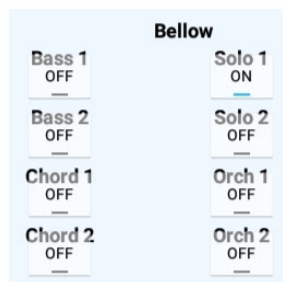 Bellow
Bass 1 Solo 1
OFF ON
Bass 2 Solo 2
OFF OFF
Chord 1 Orch 1
OFF OFF
Chord 2 Orch 2
OFF OFF